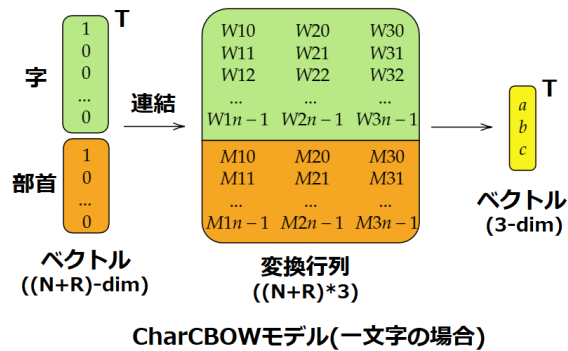 字
1
0
0
...
0
T
部首
1
0
...
0
ベクトル
((N+R)-dim)
連結
W10 W20 W30
W11 W21 W31
W12 W22 W32
... ... ...
W1n−1 W2n−1 W3n−1
M10 M20 M30
M11 M21 M31
... ... ...
M1n−1 M2n−1 M3n−1
変換行列
((N+R)*3)
T
a
b
c
ベクトル
(3-dim)
CharCBOWモデル(一文字の場合)